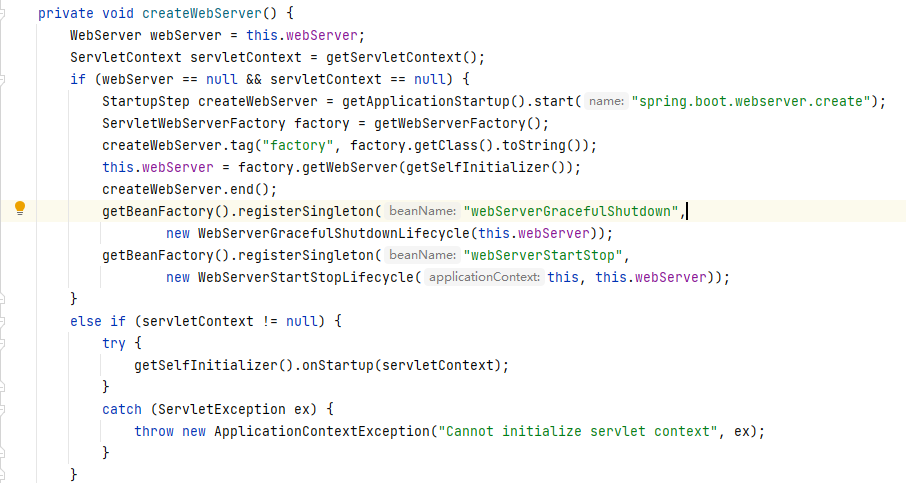 private void createWebServer() {
    WebServer webServer = this.webServer;
    ServletContext servletContext = getServletContext();
    if (webServer == null && servletContext == null) {
        StartupStep createWebServer = getApplicationStartup().start( name: "spring.boot.webserver.create");
        ServletWebServerFactory factory = getWebServerFactory();
        createWebServer.tag("factory", factory.getClass().toString());
        this.webServer = factory.getWebServer(getSelfInitializer());
        createWebServer.end();
        getBeanFactory().registerSingleton( beanName: "webServerGracefulShutdown",
                new WebServerGracefulShutdownLifecycle(this.webServer));
        getBeanFactory().registerSingleton( beanName: "webServerStartStop",
                new WebServerStartStopLifecycle( applicationContext: this, this.webServer));
    }
    else if (servletContext != null) {
        try {
            getSelfInitializer().onStartup(servletContext);
        }
        catch (ServletException ex) {
            throw new ApplicationContextException("Cannot initialize servlet context", ex);
        }
    }